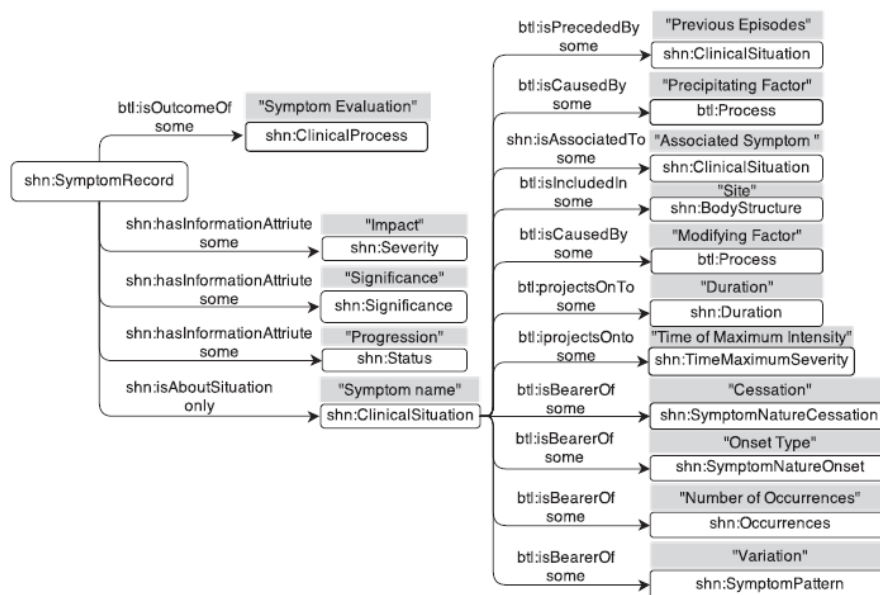 btl:isOutcomeOf
some
"Symptom Evaluation"
shn:ClinicalProcess
shn:SymptomRecord
shn:hasInformationAttriute
some
"Impact"
shn:Severity
shn:hasInformationAttriute
some
"Significance"
shn:Significance
shn:hasInformationAttriute
some
"Progression"
shn:Status
shn:isAboutSituation
only
"Symptom name"
shn:ClinicalSituation
btl:isPrecededBy
some
"Previous Episodes"
shn:ClinicalSituation
btl:isCausedBy
some
"Precipitating Factor"
btl:Process
shn:isAssociatedTo
some
"Associated Symptom "
shn:ClinicalSituation
btl:isIncludedIn
some
"Site"
shn:BodyStructure
btl:isCausedBy
some
"Modifying Factor"
btl:Process
btl:projectsOnTo
some
"Duration"
shn:Duration
btl:iprojectsOnto
some
"Time of Maximum Intensity"
shn:TimeMaximumSeverity
btl:isBearerOf
some
"Cessation"
shn:SymptomNatureCessation
btl:isBearerOf
some
"Onset Type"
shn:SymptomNatureOnset
btl:isBearerOf
some
"Number of Occurrences"
shn:Occurrences
btl:isBearerOf
some
"Variation"
shn:SymptomPattern